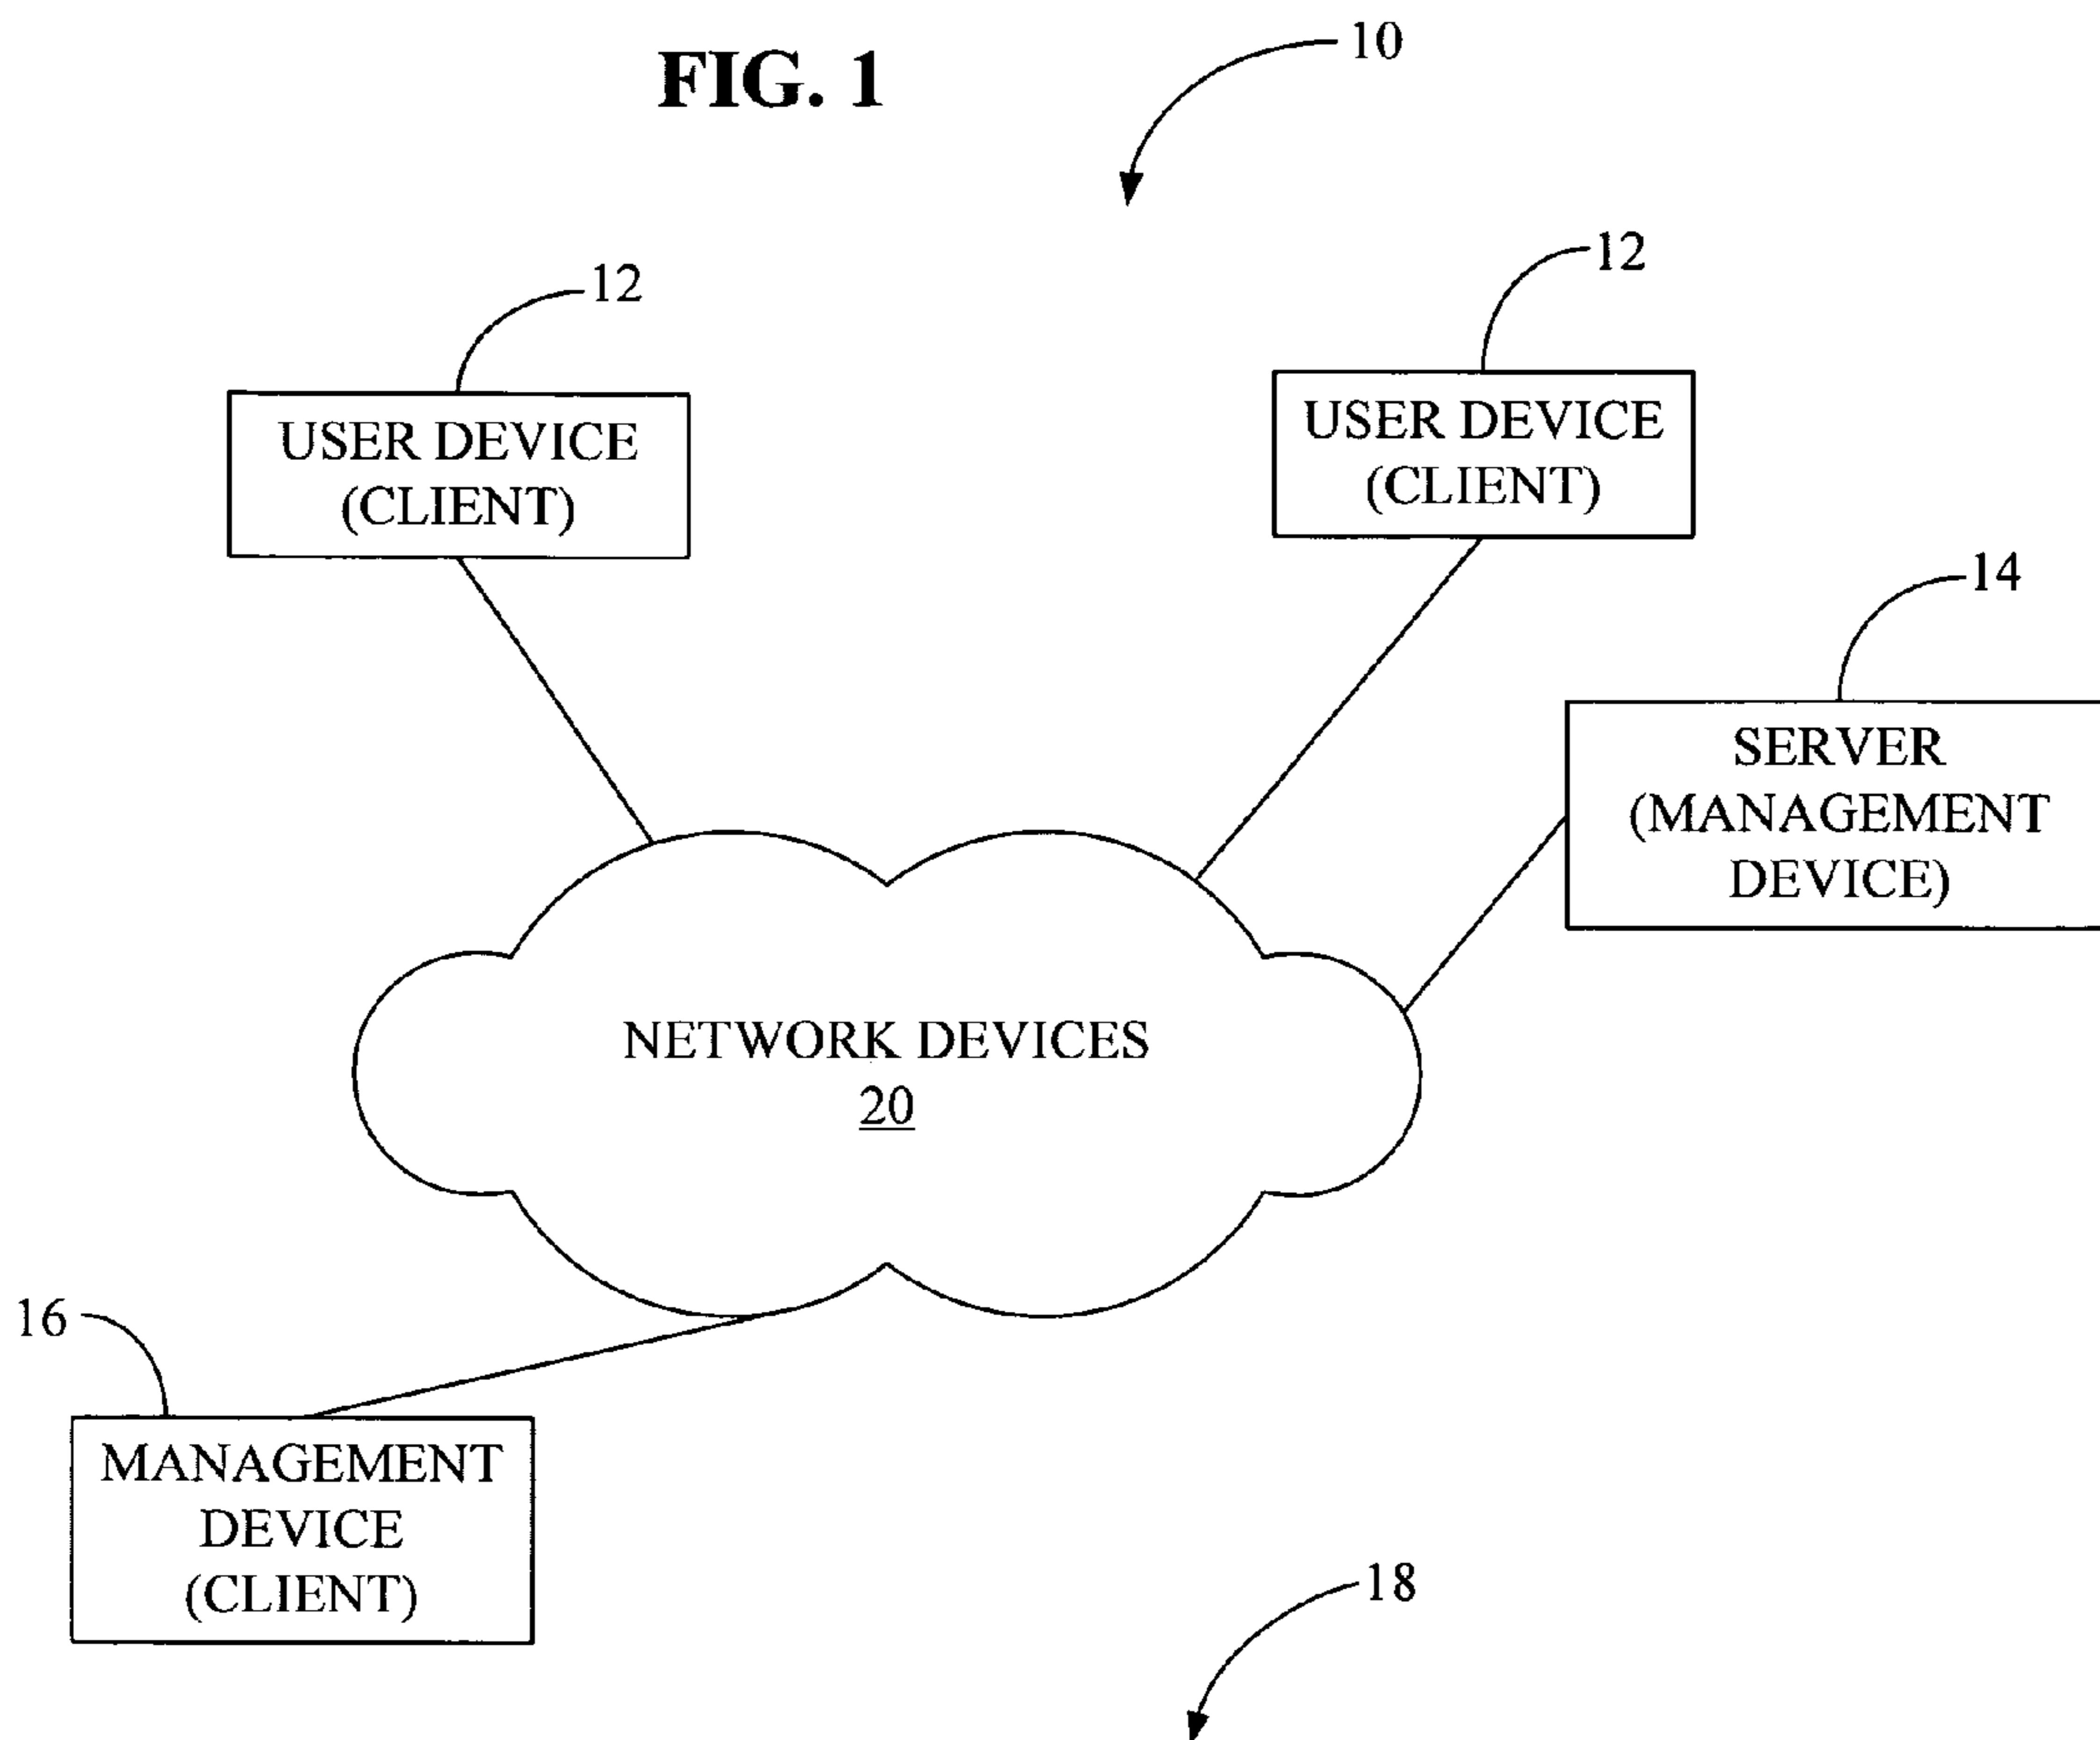 FIG. 1
10
12
12
USER DEVICE
(CLIENT)
USER DEVICE
(CLIENT)
14
SERVER
(MANAGEMENT
DEVICE)
NETWORK DEVICES
20
16
MANAGEMENT
DEVICE
(CLIENT)
18